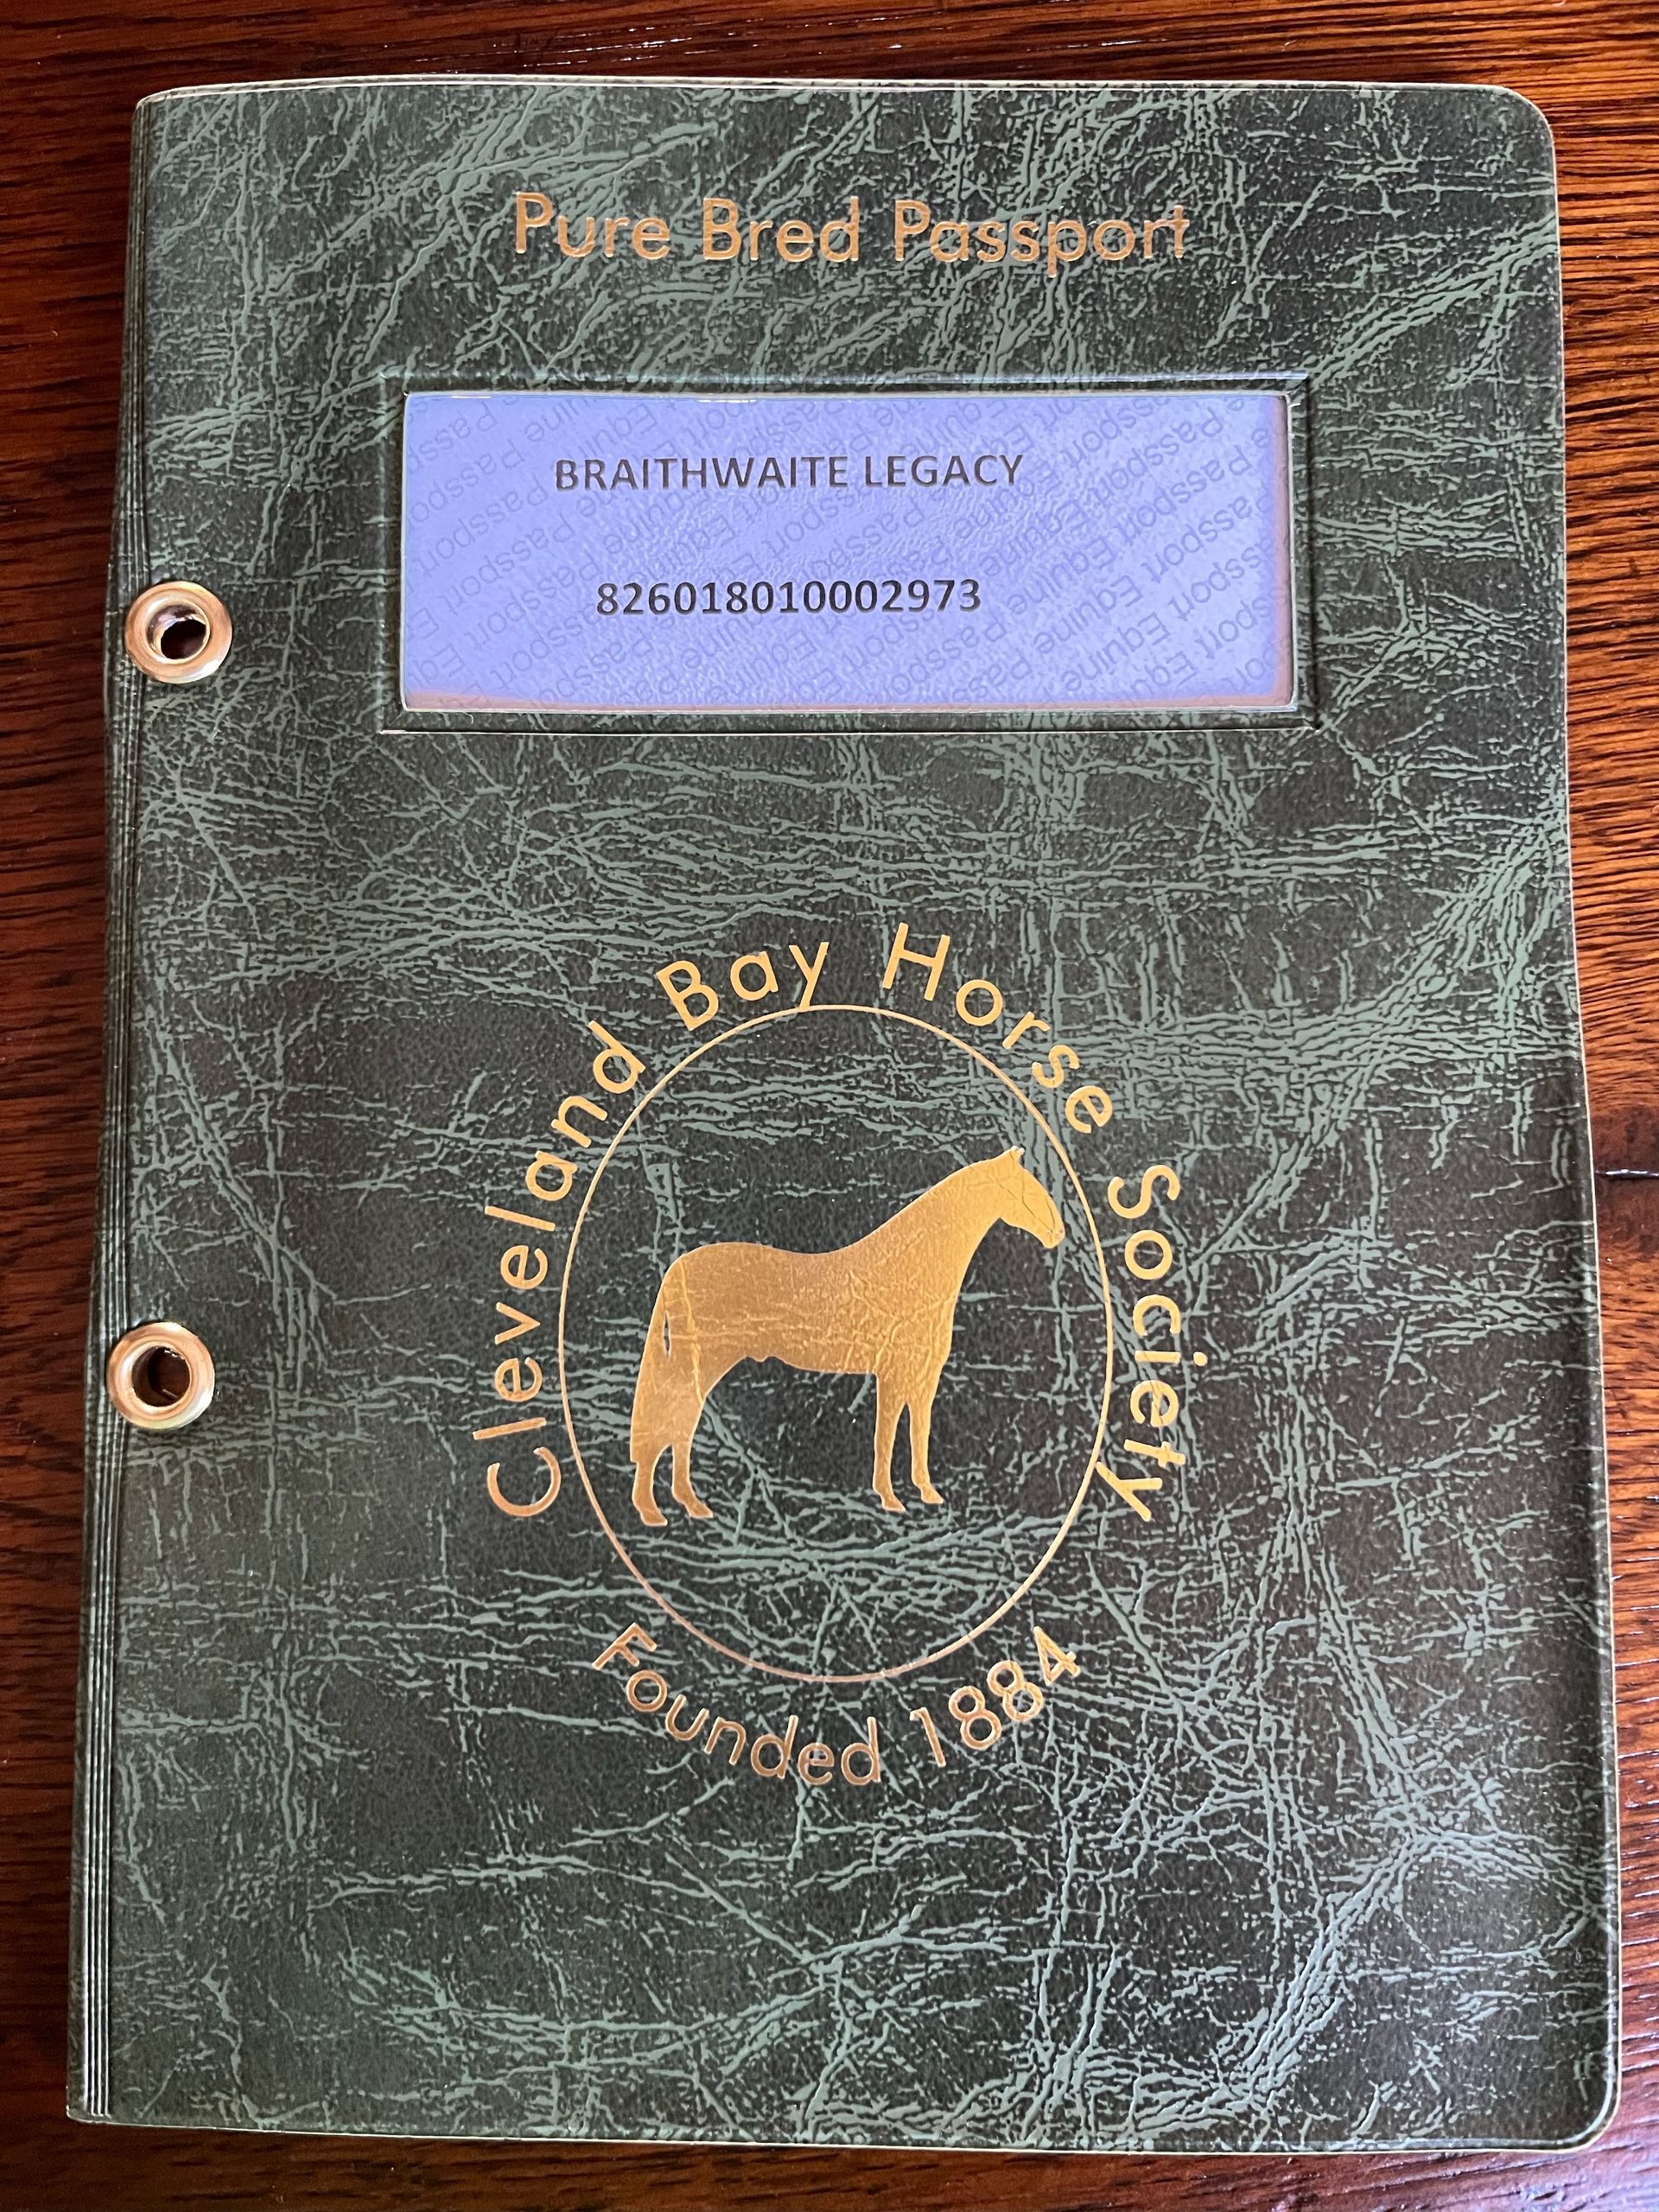 Pure Bred Passport
BRAITHWAITE LEGACY
826018010002973
Cleveland Bay Horse Society
Founded 1884